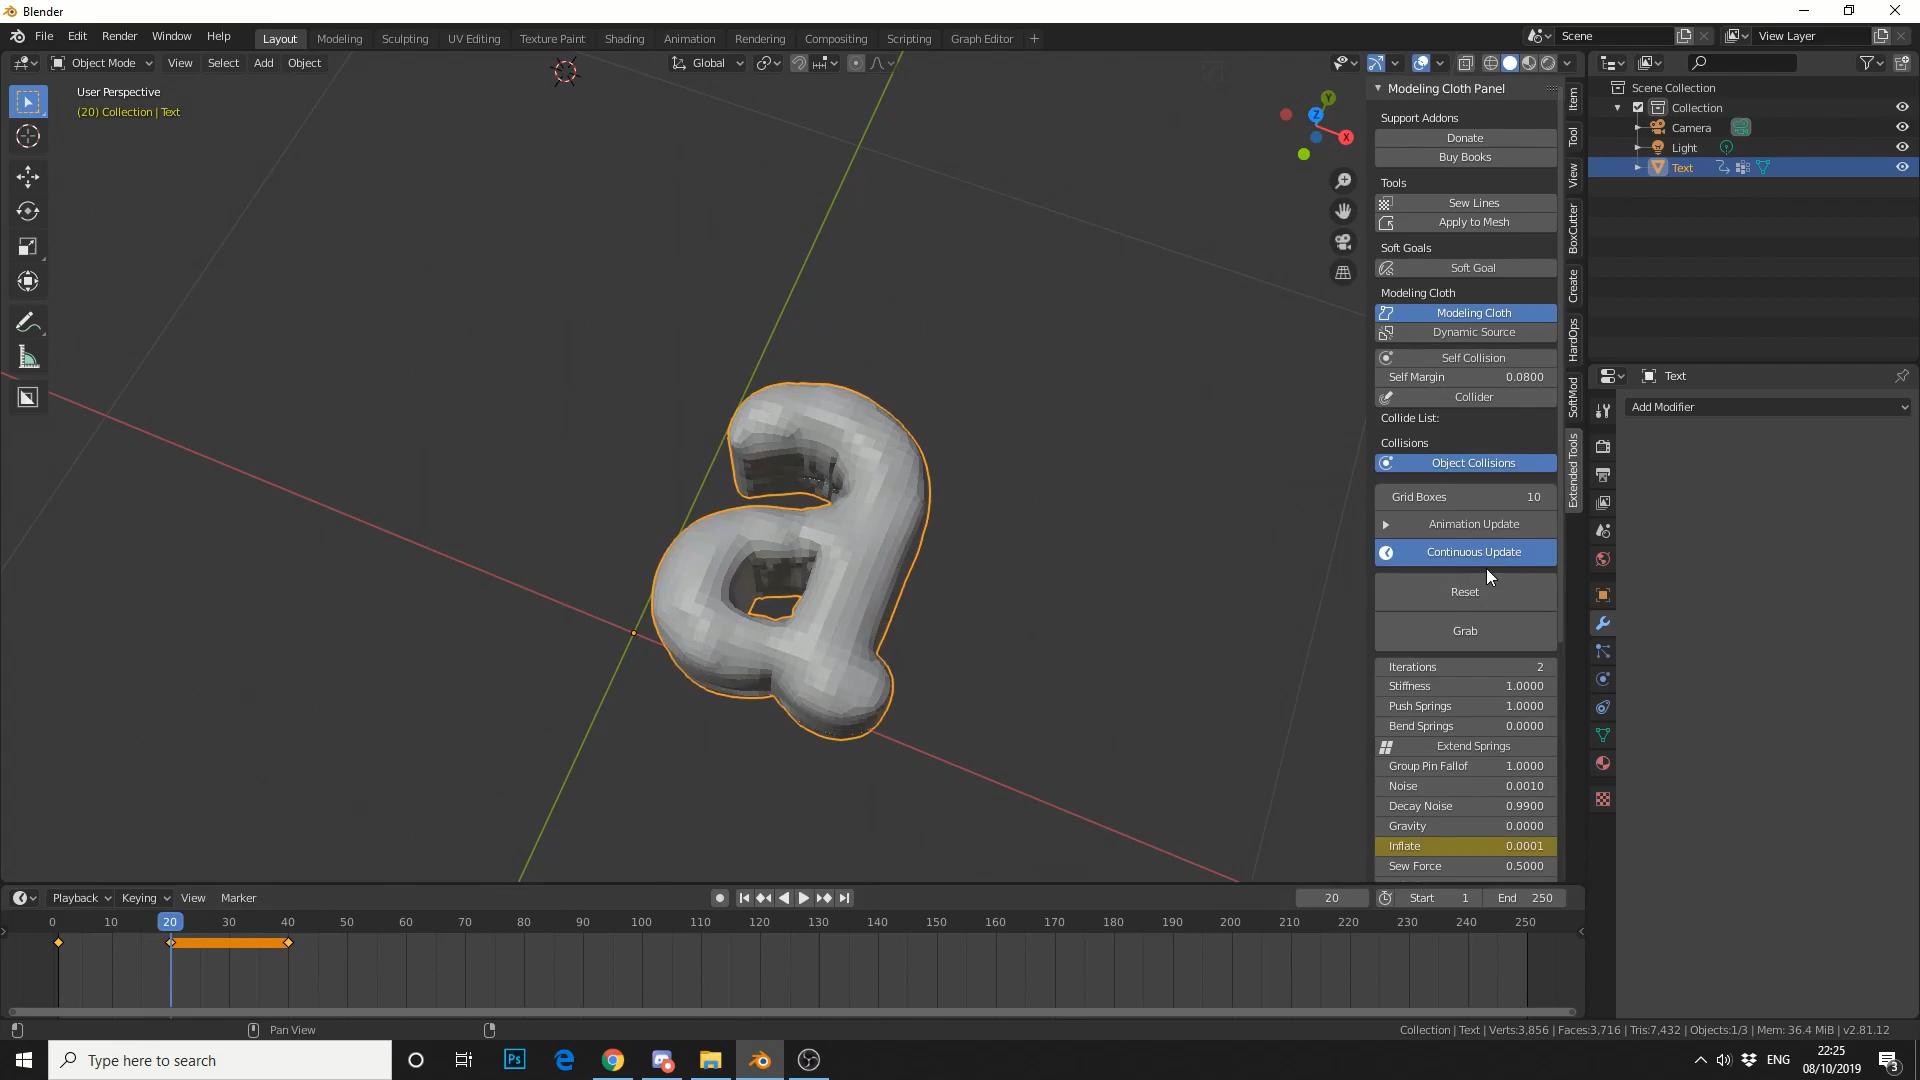 Blender
File Edit Render Window Help
Layout Modeling Sculpting UV Editing Texture Paint Shading Animation Rendering Compositing Scripting Graph Editor +
Scene
View Layer
Object Mode View Select Add Object
Global
User Perspective
(20) Collection | Text
Y
Z
X
Modeling Cloth Panel
Support Addons
Donate
Buy Books
Tools
Sew Lines
Apply to Mesh
Soft Goals
Soft Goal
Modeling Cloth
Modeling Cloth
Dynamic Source
Self Collision
Self Margin 0.0800
Collider
Collide List:
Collisions
Object Collisions
Grid Boxes 10
Animation Update
Continuous Update
Reset
Grab
Iterations 2
Stiffness 1.0000
Push Springs 1.0000
Bend Springs 0.0000
Extend Springs
Group Pin Fallof 1.0000
Noise 0.0010
Decay Noise 0.9900
Gravity 0.0000
Inflate 0.0001
Sew Force 0.5000
Item
Tool
View
BoxCutter
Create
HardOps
SoftMod
Extended Tools
Scene Collection
Collection
Camera
Light
Text
Text
Add Modifier
Playback Keying View Marker
20
Start 1
End 250
0 10 20 30 40 50 60 70 80 90 100 110 120 130 140 150 160 170 180 190 200 210 220 230 240 250
Pan View
Collection | Text | Verts:3,856 | Faces:3,716 | Tris:7,432 | Objects:1/3 | Mem: 36.4 MiB | v2.81.12
Type here to search
Ps
ENG
22:25
08/10/2019
3